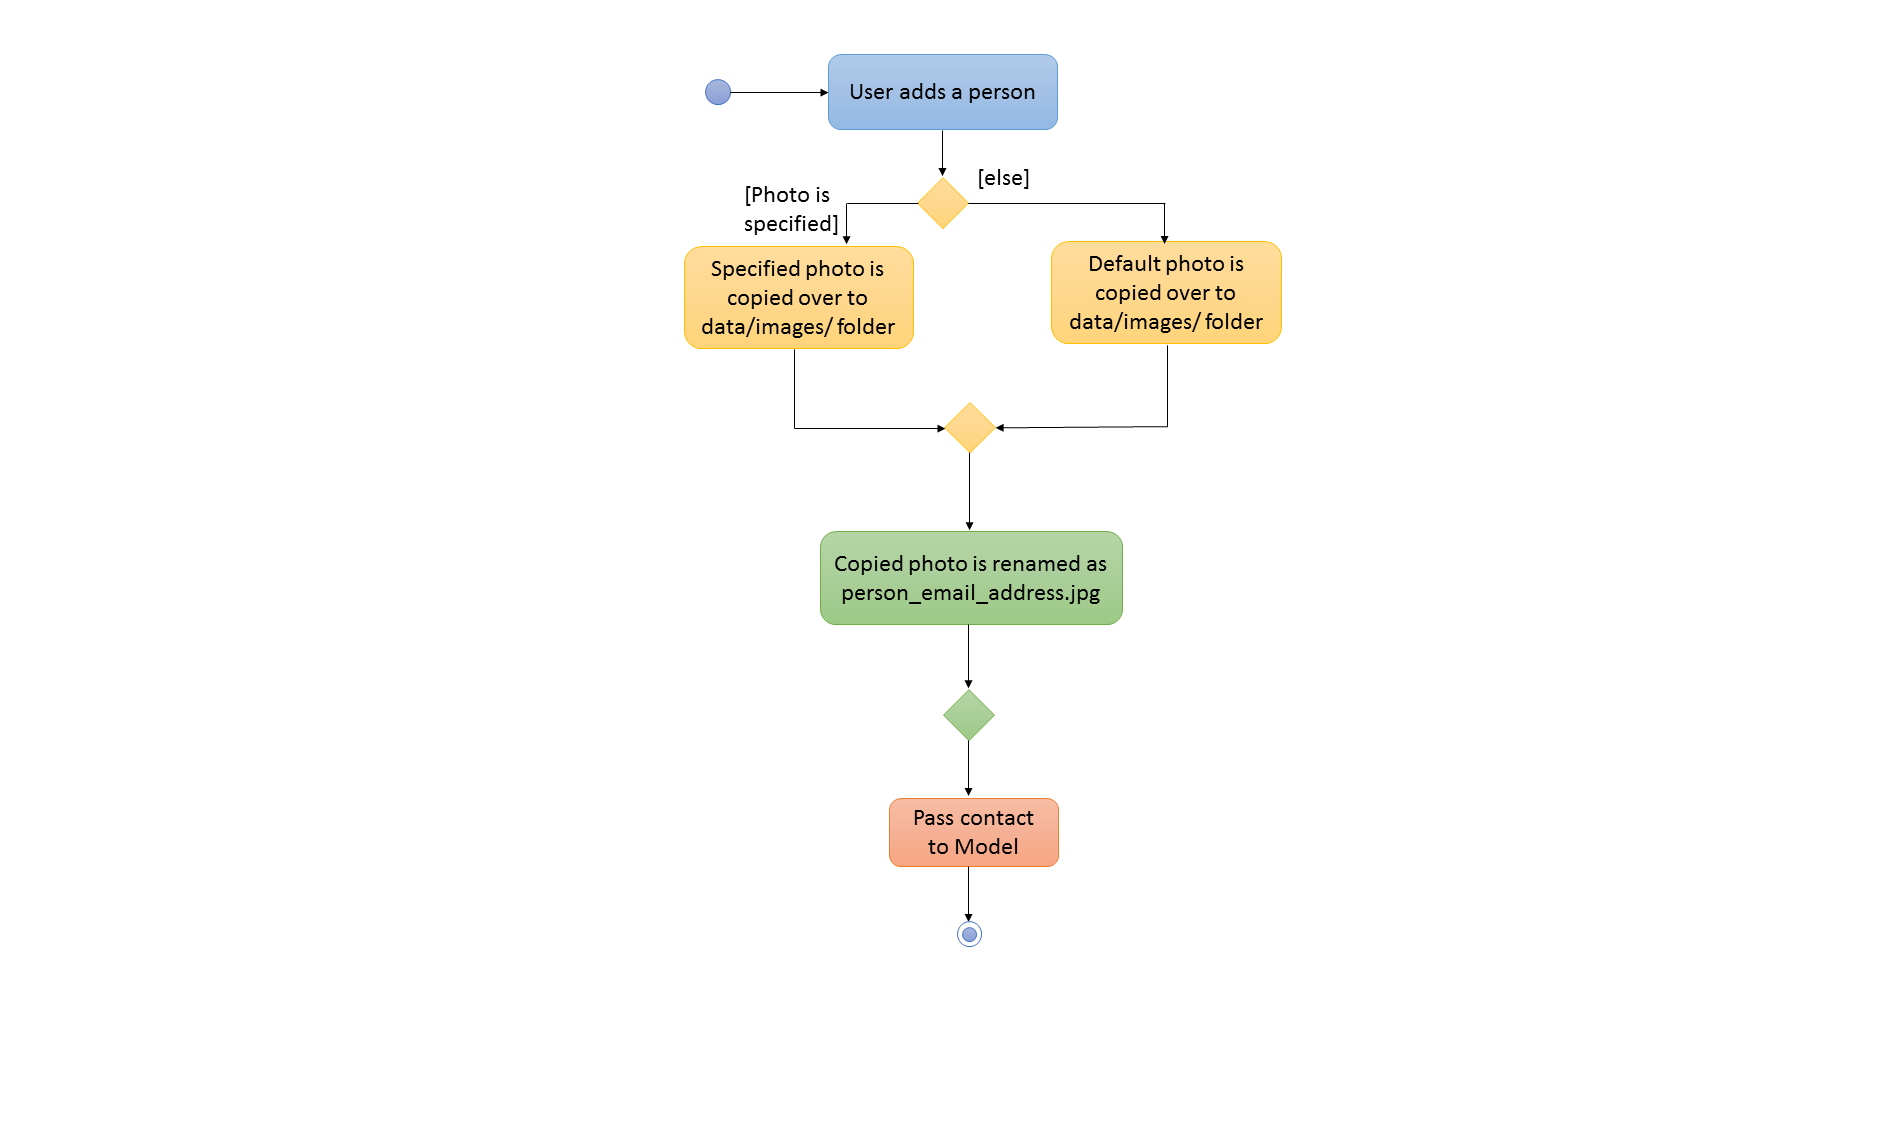 User adds a person
[else]
[Photo is
specified]
Specified photo is
copied over to
data/images/ folder
Default photo is
copied over to
data/images/ folder
Copied photo is renamed as
person_email_address.jpg
Pass contact
to Model